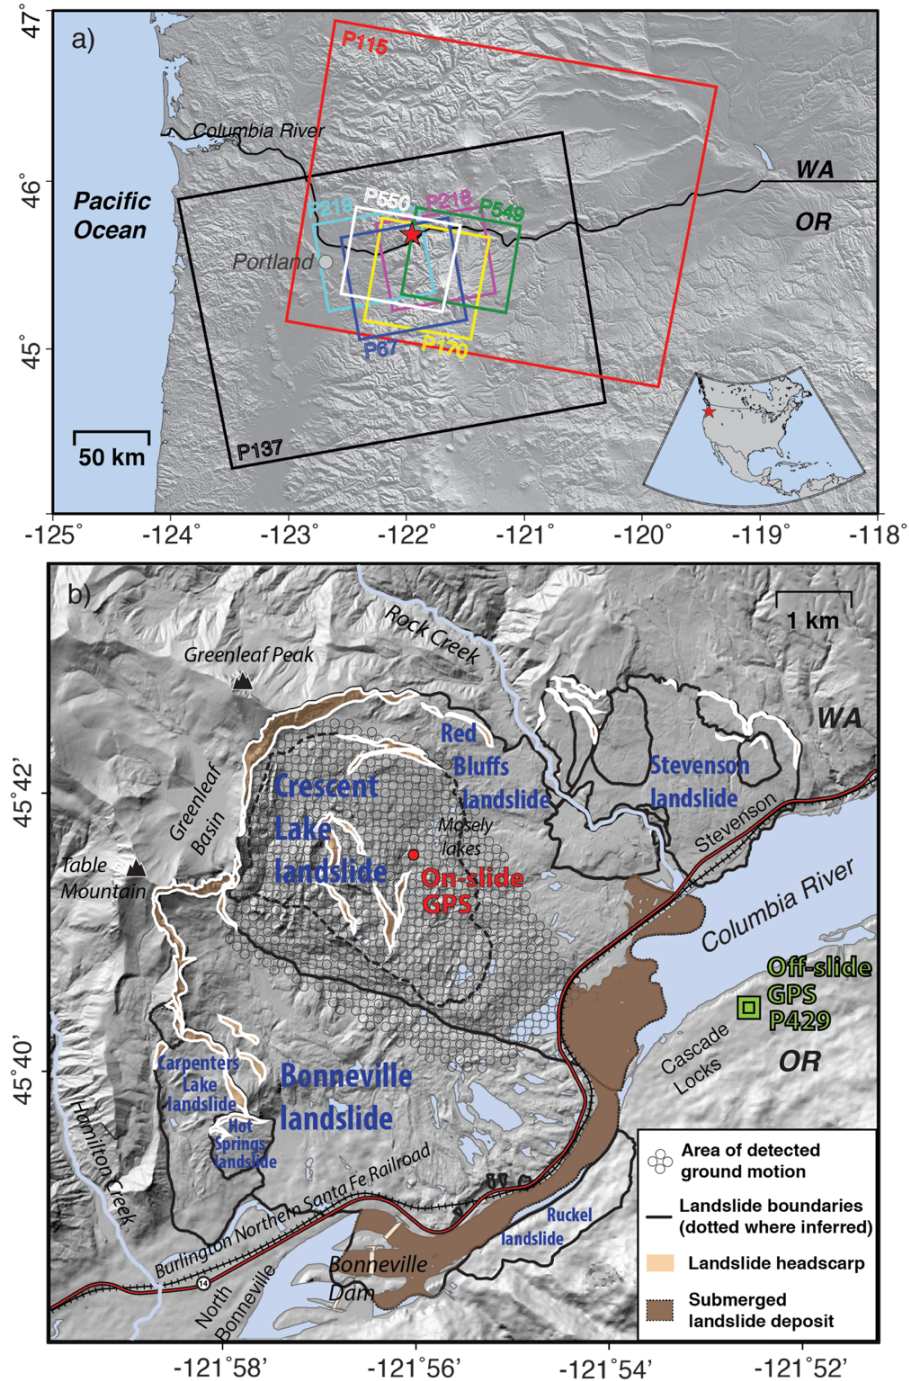 47°
a)
P115
Columbia River
46°
WA
OR
Pacific
Ocean
P219
P550
P218
P549
Portland
45°
P67
P170
P137
50 km
-125°
-124°
-123°
-122°
-121°
-120°
-119°
-118°
b)
Rock Creek
1 km
Greenleaf Peak
WA
Red
Bluffs
landslide
Stevenson
landslide
Crescent
Lake
landslide
45°42'
Greenleaf
Basin
Mosely
lakes
Stevenson
Table
Mountain
On-slide
GPS
Columbia River
Off-slide
GPS
P429
OR
Cascade
Locks
45°40'
Carpenters
Lake
landslide
Bonneville
landslide
Hot
Springs
landslide
Hamilton Creek
Burlington Northern Santa Fe Railroad
Ruckel
landslide
14
North
Bonneville
Bonneville
Dam
Area of detected
ground motion
Landslide boundaries
(dotted where inferred)
Landslide headscarp
Submerged
landslide deposit
-121°58'
-121°56'
-121°54'
-121°52'